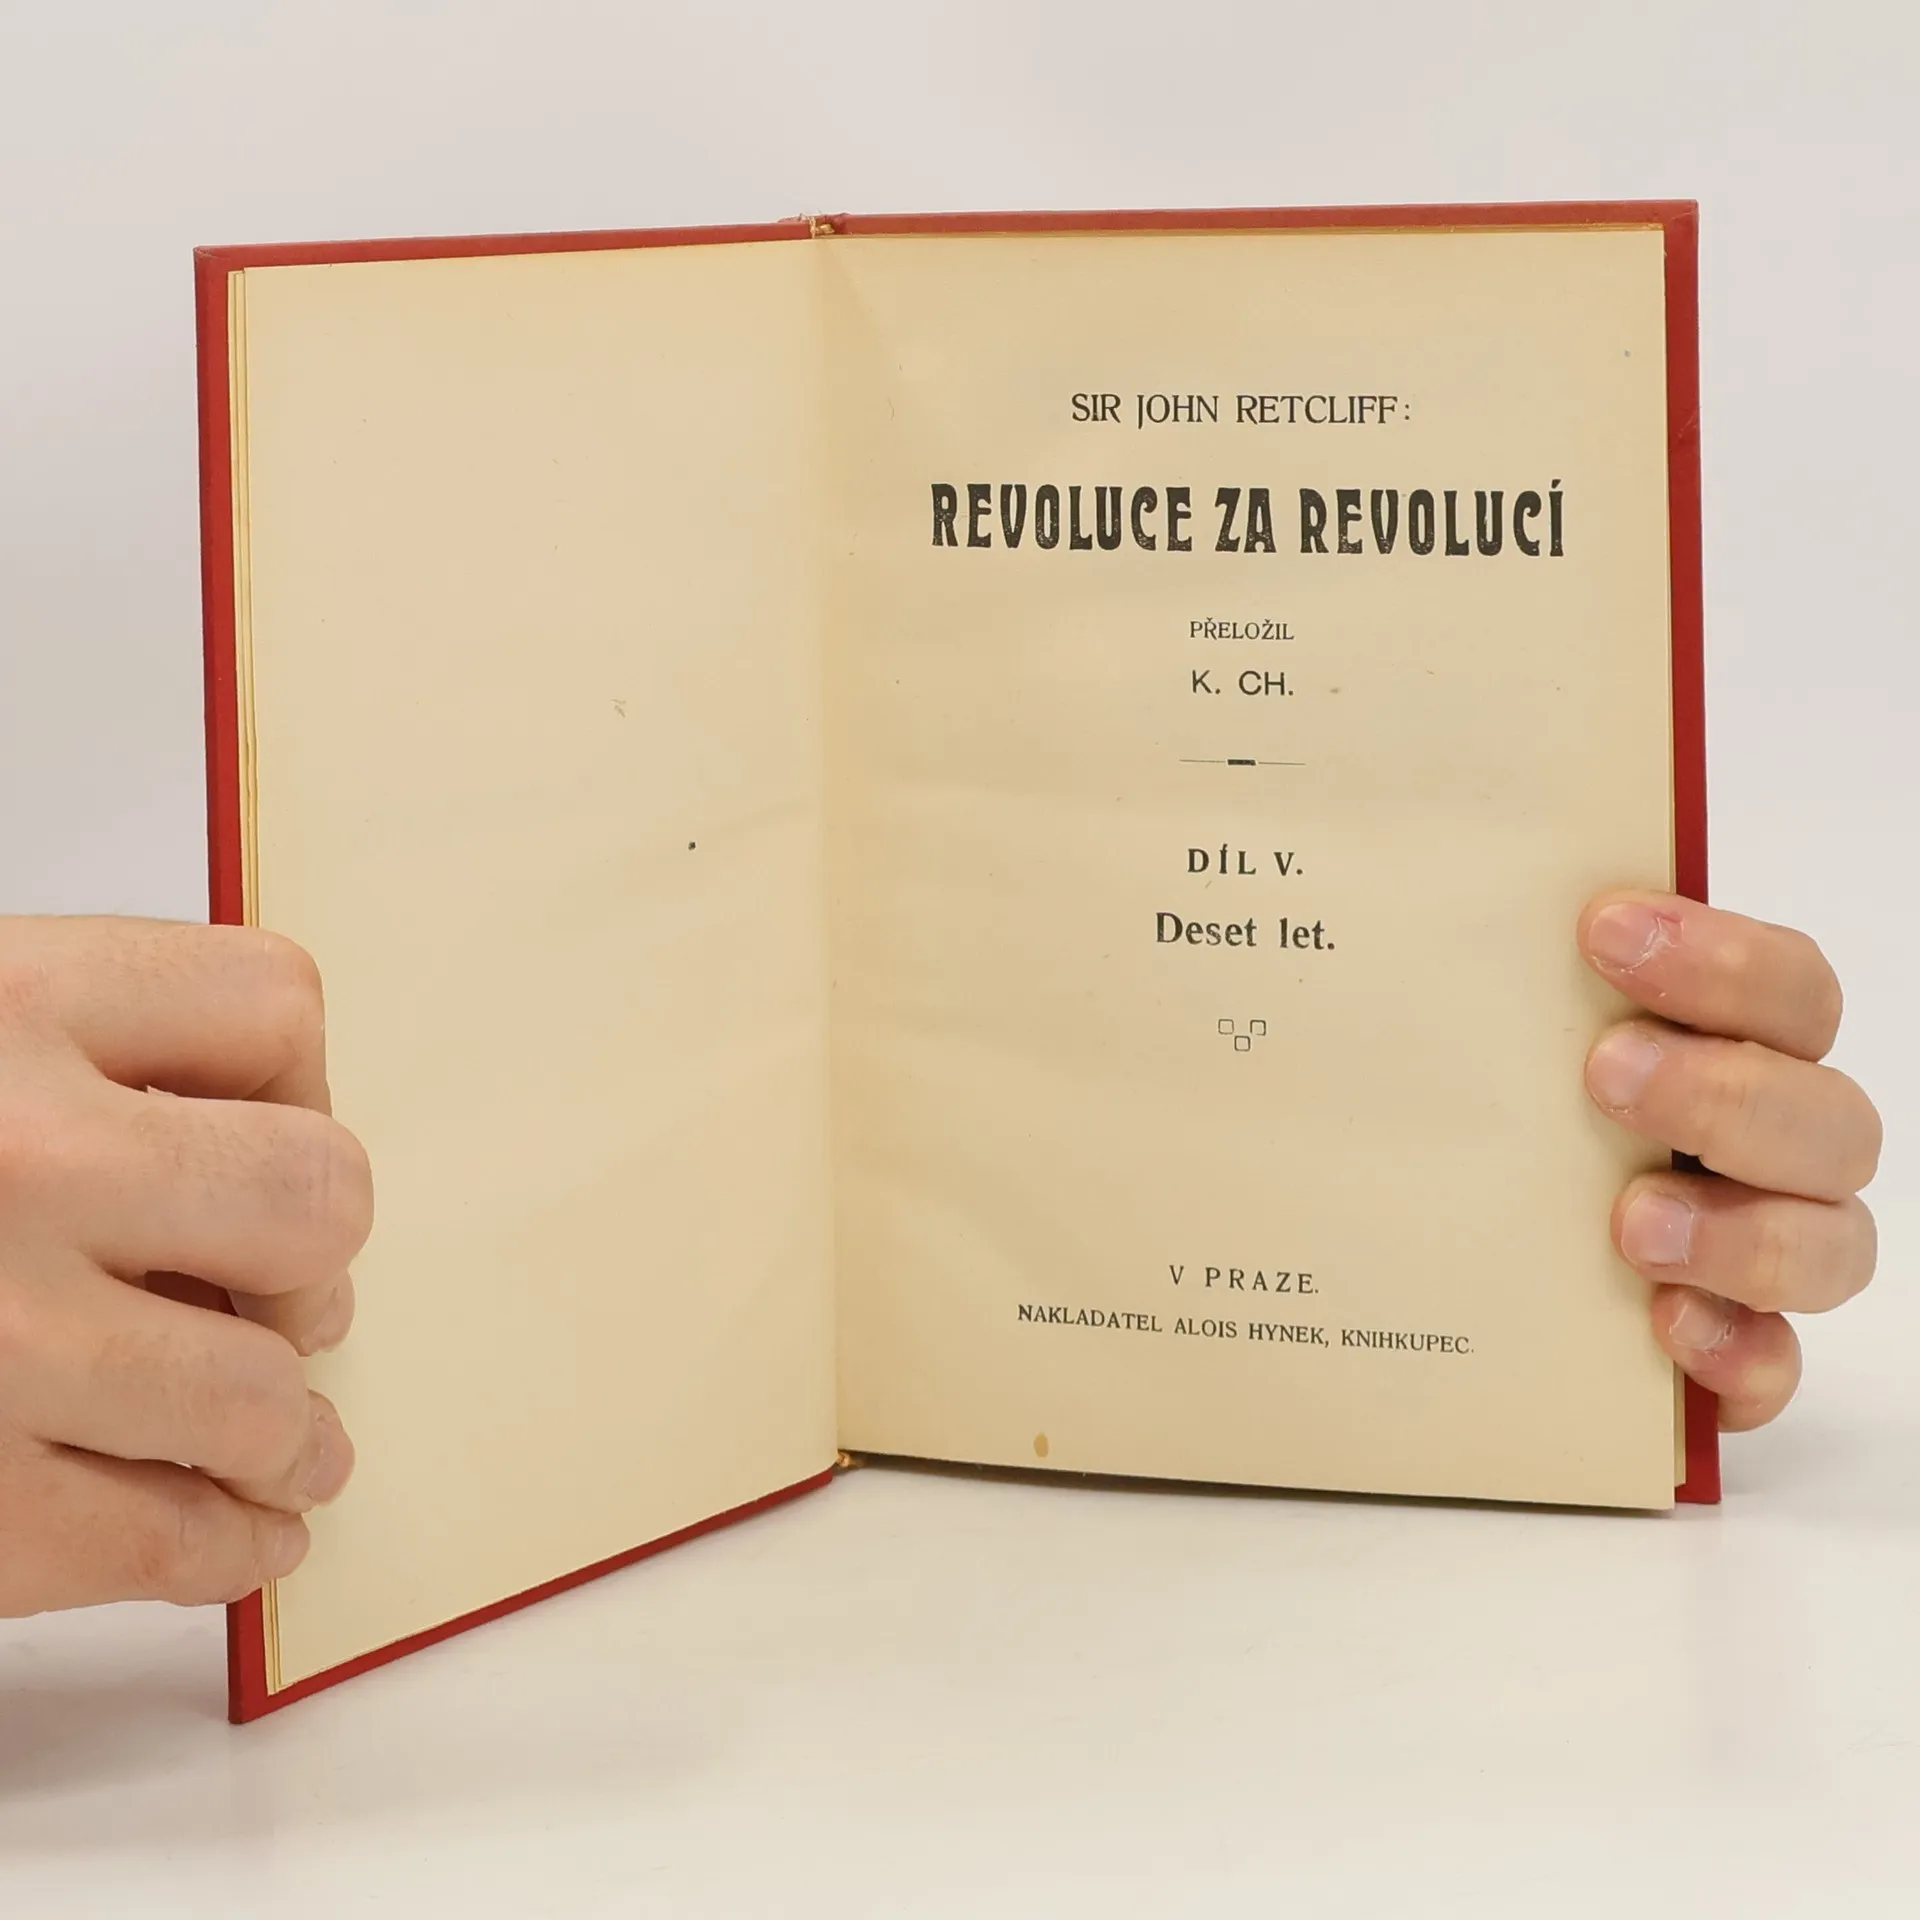 SIR JOHN RETCLIFF:
REVOLUCE ZA REVOLUCÍ
PŘELOŽIL
K. CH.
DÍL V.
Deset let.
V PRAZE.
NAKLADATEL ALOIS HYNEK, KNIHKUPEC.